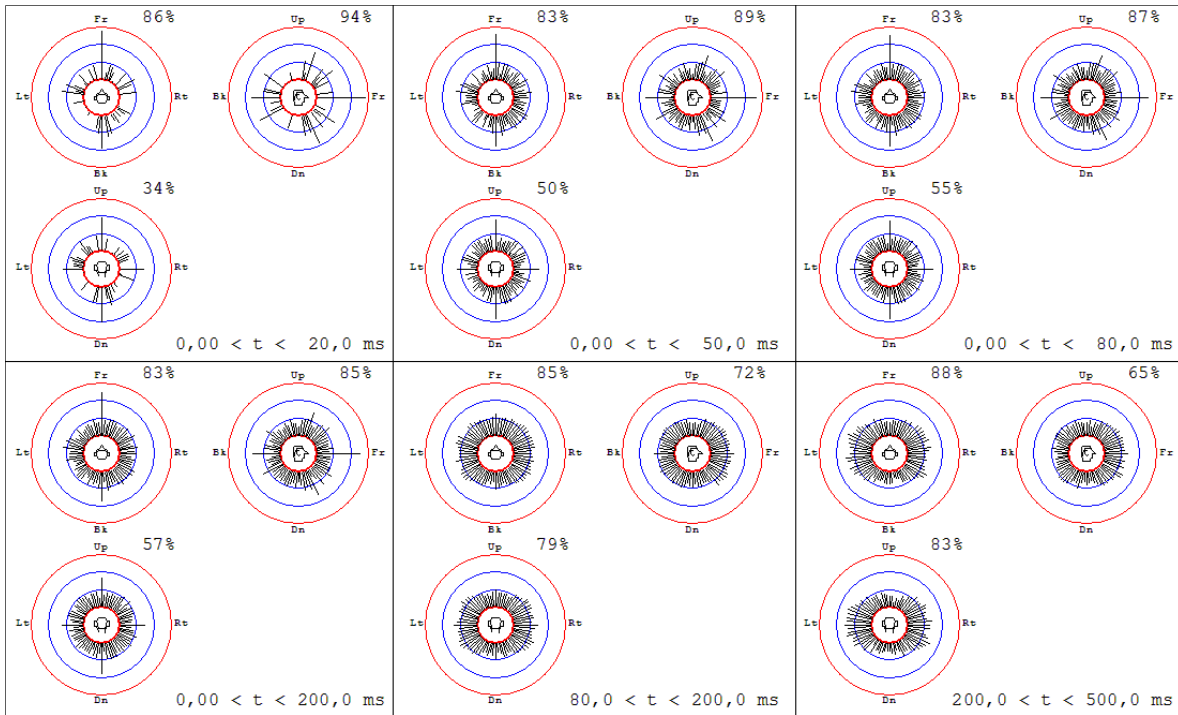 Fr 86% Up 94% Fr 83% Up 89% Fr 83% Up 87%
Lt Rt Bk Fr Lt Rt Bk Fr Lt Rt Bk Fr
Bk Dn Bk Dn Bk Dn
Up 34% Up 50% Up 55%
Lt Rt Lt Rt Lt Rt
Dn 0,00 < t < 20,0 ms Dn 0,00 < t < 50,0 ms Dn 0,00 < t < 80,0 ms
Fr 83% Up 85% Fr 85% Up 72% Fr 88% Up 65%
Lt Rt Bk Fr Lt Rt Bk Fr Lt Rt Bk Fr
Bk Dn Bk Dn Bk Dn
Up 57% Up 79% Up 83%
Lt Rt Lt Rt Lt Rt
Dn 0,00 < t < 200,0 ms Dn 80,0 < t < 200,0 ms Dn 200,0 < t < 500,0 ms